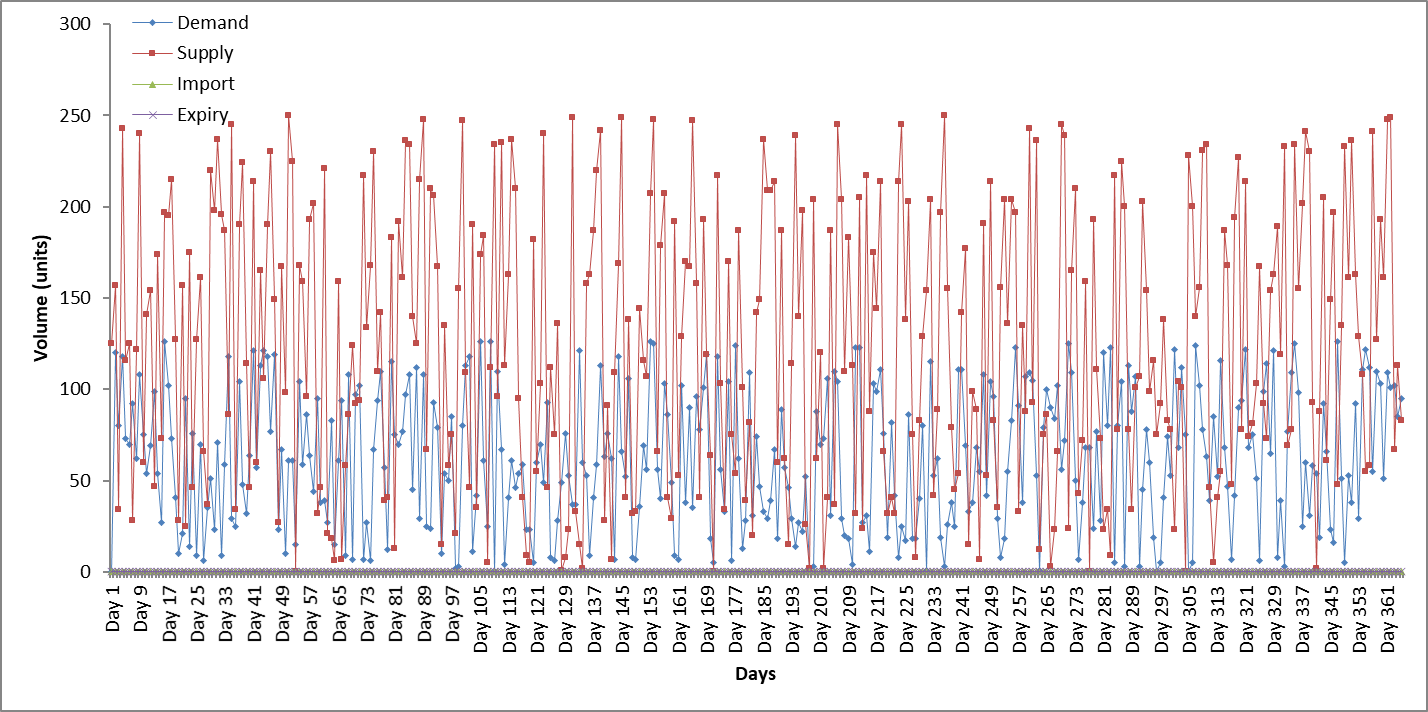 300
250
200
150
100
50
0
Volume (units)
Demand
Supply
Import
Expiry
Day 1
Day 9
Day 17
Day 25
Day 33
Day 41
Day 49
Day 57
Day 65
Day 73
Day 81
Day 89
Day 97
Day 105
Day 113
Day 121
Day 129
Day 137
Day 145
Day 153
Day 161
Day 169
Day 177
Day 185
Day 193
Day 201
Day 209
Day 217
Day 225
Day 233
Day 241
Day 249
Day 257
Day 265
Day 273
Day 281
Day 289
Day 297
Day 305
Day 313
Day 321
Day 329
Day 337
Day 345
Day 353
Day 361
Days